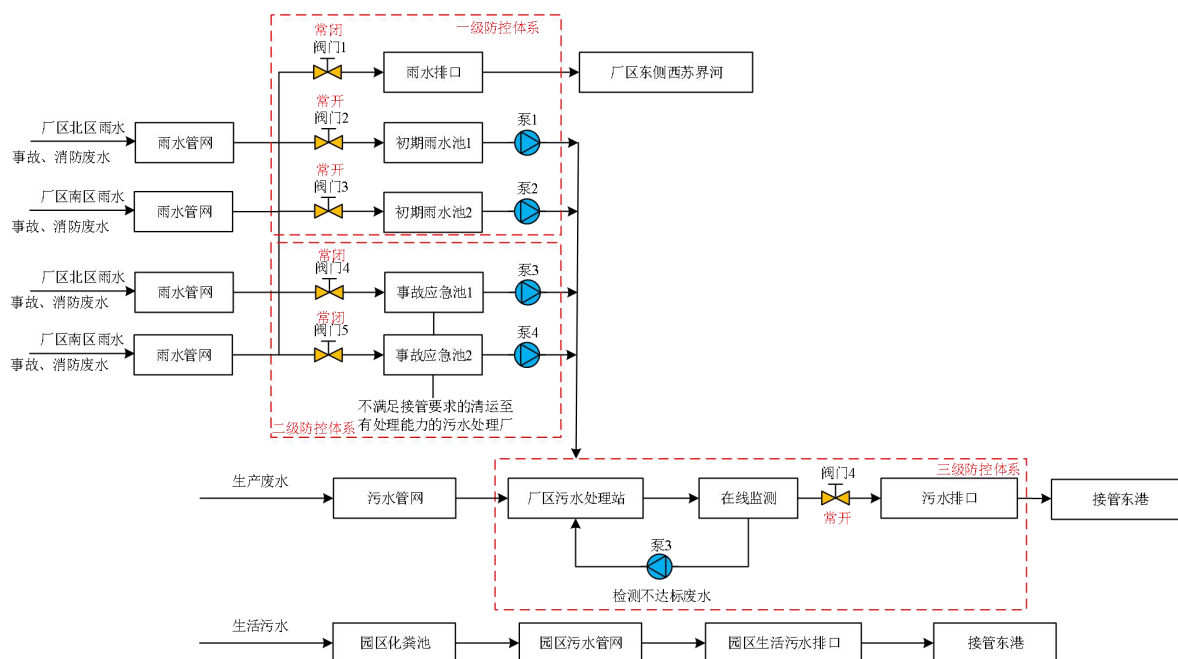 一级防控体系
常闭
阀门1
雨水排口
厂区东侧西苏界河
厂区北区雨水
事故、消防废水
雨水管网
常开
阀门2
初期雨水池1
泵1
厂区南区雨水
事故、消防废水
雨水管网
常开
阀门3
初期雨水池2
泵2
厂区北区雨水
事故、消防废水
雨水管网
常闭
阀门4
事故应急池1
泵3
厂区南区雨水
事故、消防废水
雨水管网
常闭
阀门5
事故应急池2
泵4
不满足接管要求的清运至
有处理能力的污水处理厂
二级防控体系
三级防控体系
生产废水
污水管网
厂区污水处理站
在线监测
阀门4
常开
污水排口
接管东港
泵3
检测不达标废水
生活污水
园区化粪池
园区污水管网
园区生活污水排口
接管东港